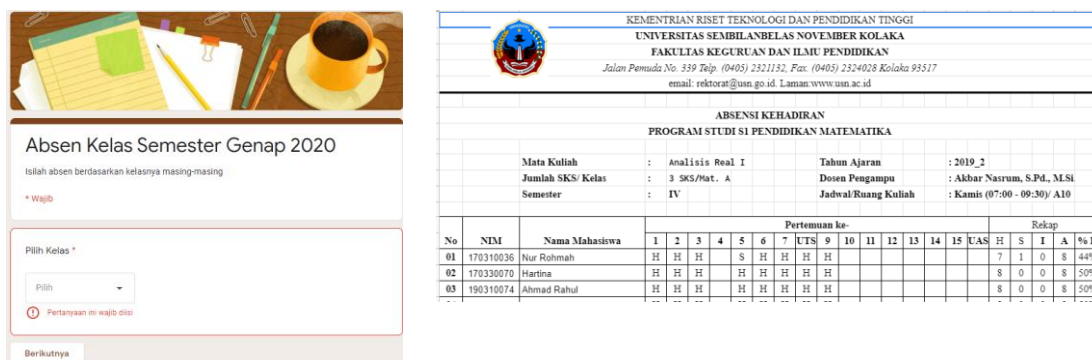 Absen Kelas Semester Genap 2020
Isilah absen berdasarkan kelasnya masing-masing
* Wajib
Pilih Kelas *
Pilih
Pertanyaan ini wajib diisi
Berikutnya
KEMENTRIAN RISET TEKNOLOGI DAN PENDIDIKAN TINGGI
UNIVERSITAS SEMBILANBELAS NOVEMBER KOLAKA
FAKULTAS KEGURUAN DAN ILMU PENDIDIKAN
Jalan Pemuda No. 339 Telp. (0405) 2321132, Fax. (0405) 2324028 Kolaka 93517
email: rektorat@usn.go.id. Laman:www.usn.ac.id
ABSENSI KEHADIRAN
PROGRAM STUDI S1 PENDIDIKAN MATEMATIKA
Mata Kuliah : Analisis Real I Tahun Ajaran : 2019_2
Jumlah SKS/ Kelas : 3 SKS/Mat. A Dosen Pengampu : Akbar Nasrum, S.Pd., M.Si.
Semester : IV Jadwal/Ruang Kuliah : Kamis (07:00 - 09:30)/ A10
Pertemuan ke- Rekap
No NIM Nama Mahasiswa 1 2 3 4 5 6 7 UTS 9 10 11 12 13 14 15 UAS H S I A
01 170310036 Nur Rohmah H H H S H H H H 7 1 0 8 44%
02 170330070 Hartina H H H H H H H H 8 0 0 8 50%
03 190310074 Ahmad Rahul H H H H H H H H 8 0 0 8 50%